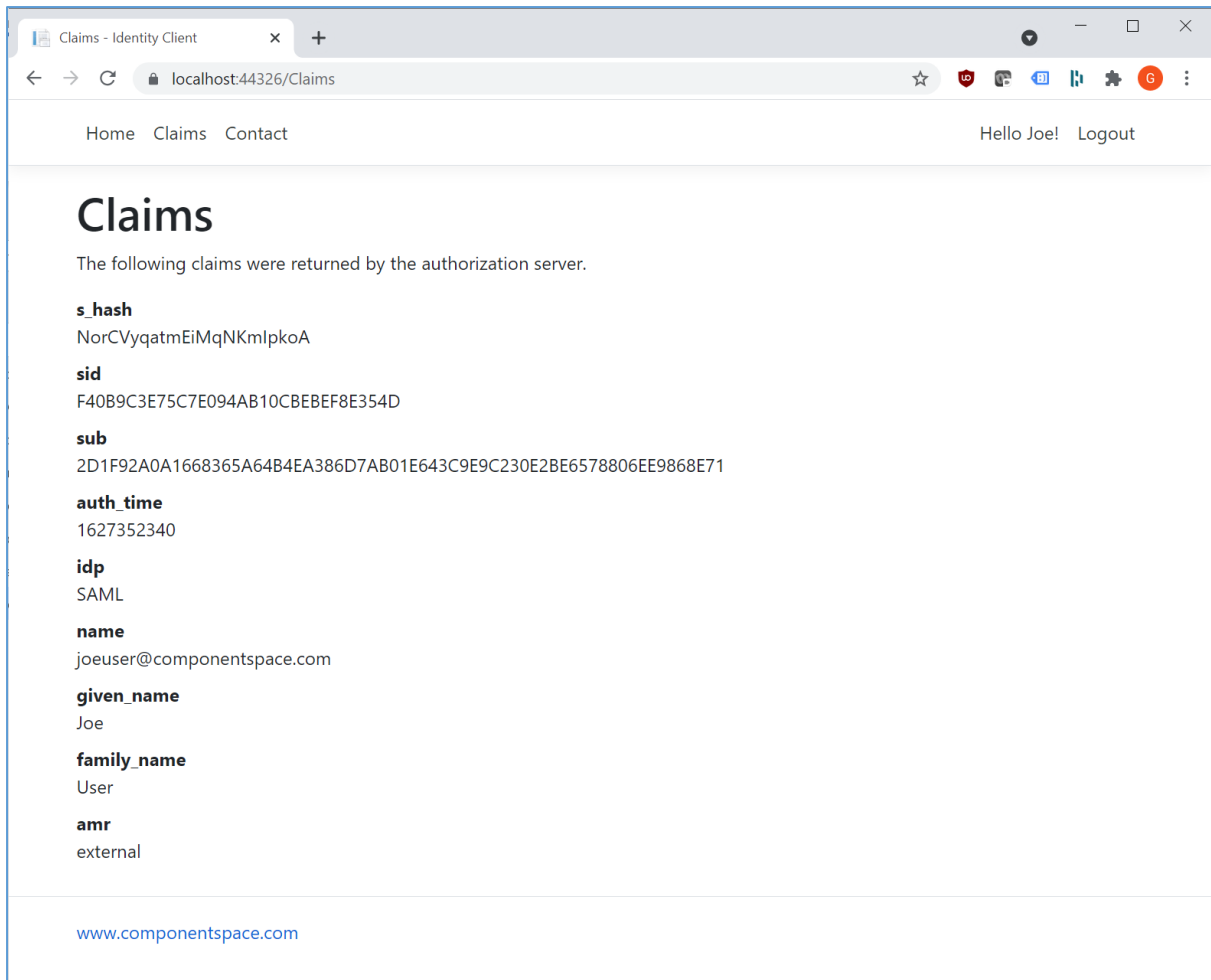 Claims - Identity Client
localhost:44326/Claims
G
Home Claims Contact Hello Joe! Logout
Claims
The following claims were returned by the authorization server.
s_hash
NorCVyqatmEiMqNKmIpkoA
sid
F40B9C3E75C7E094AB10CBEBEF8E354D
sub
2D1F92A0A1668365A64B4EA386D7AB01E643C9E9C230E2BE6578806EE9868E71
auth_time
1627352340
idp
SAML
name
joeuser@componentspace.com
given_name
Joe
family_name
User
amr
external
www.componentspace.com